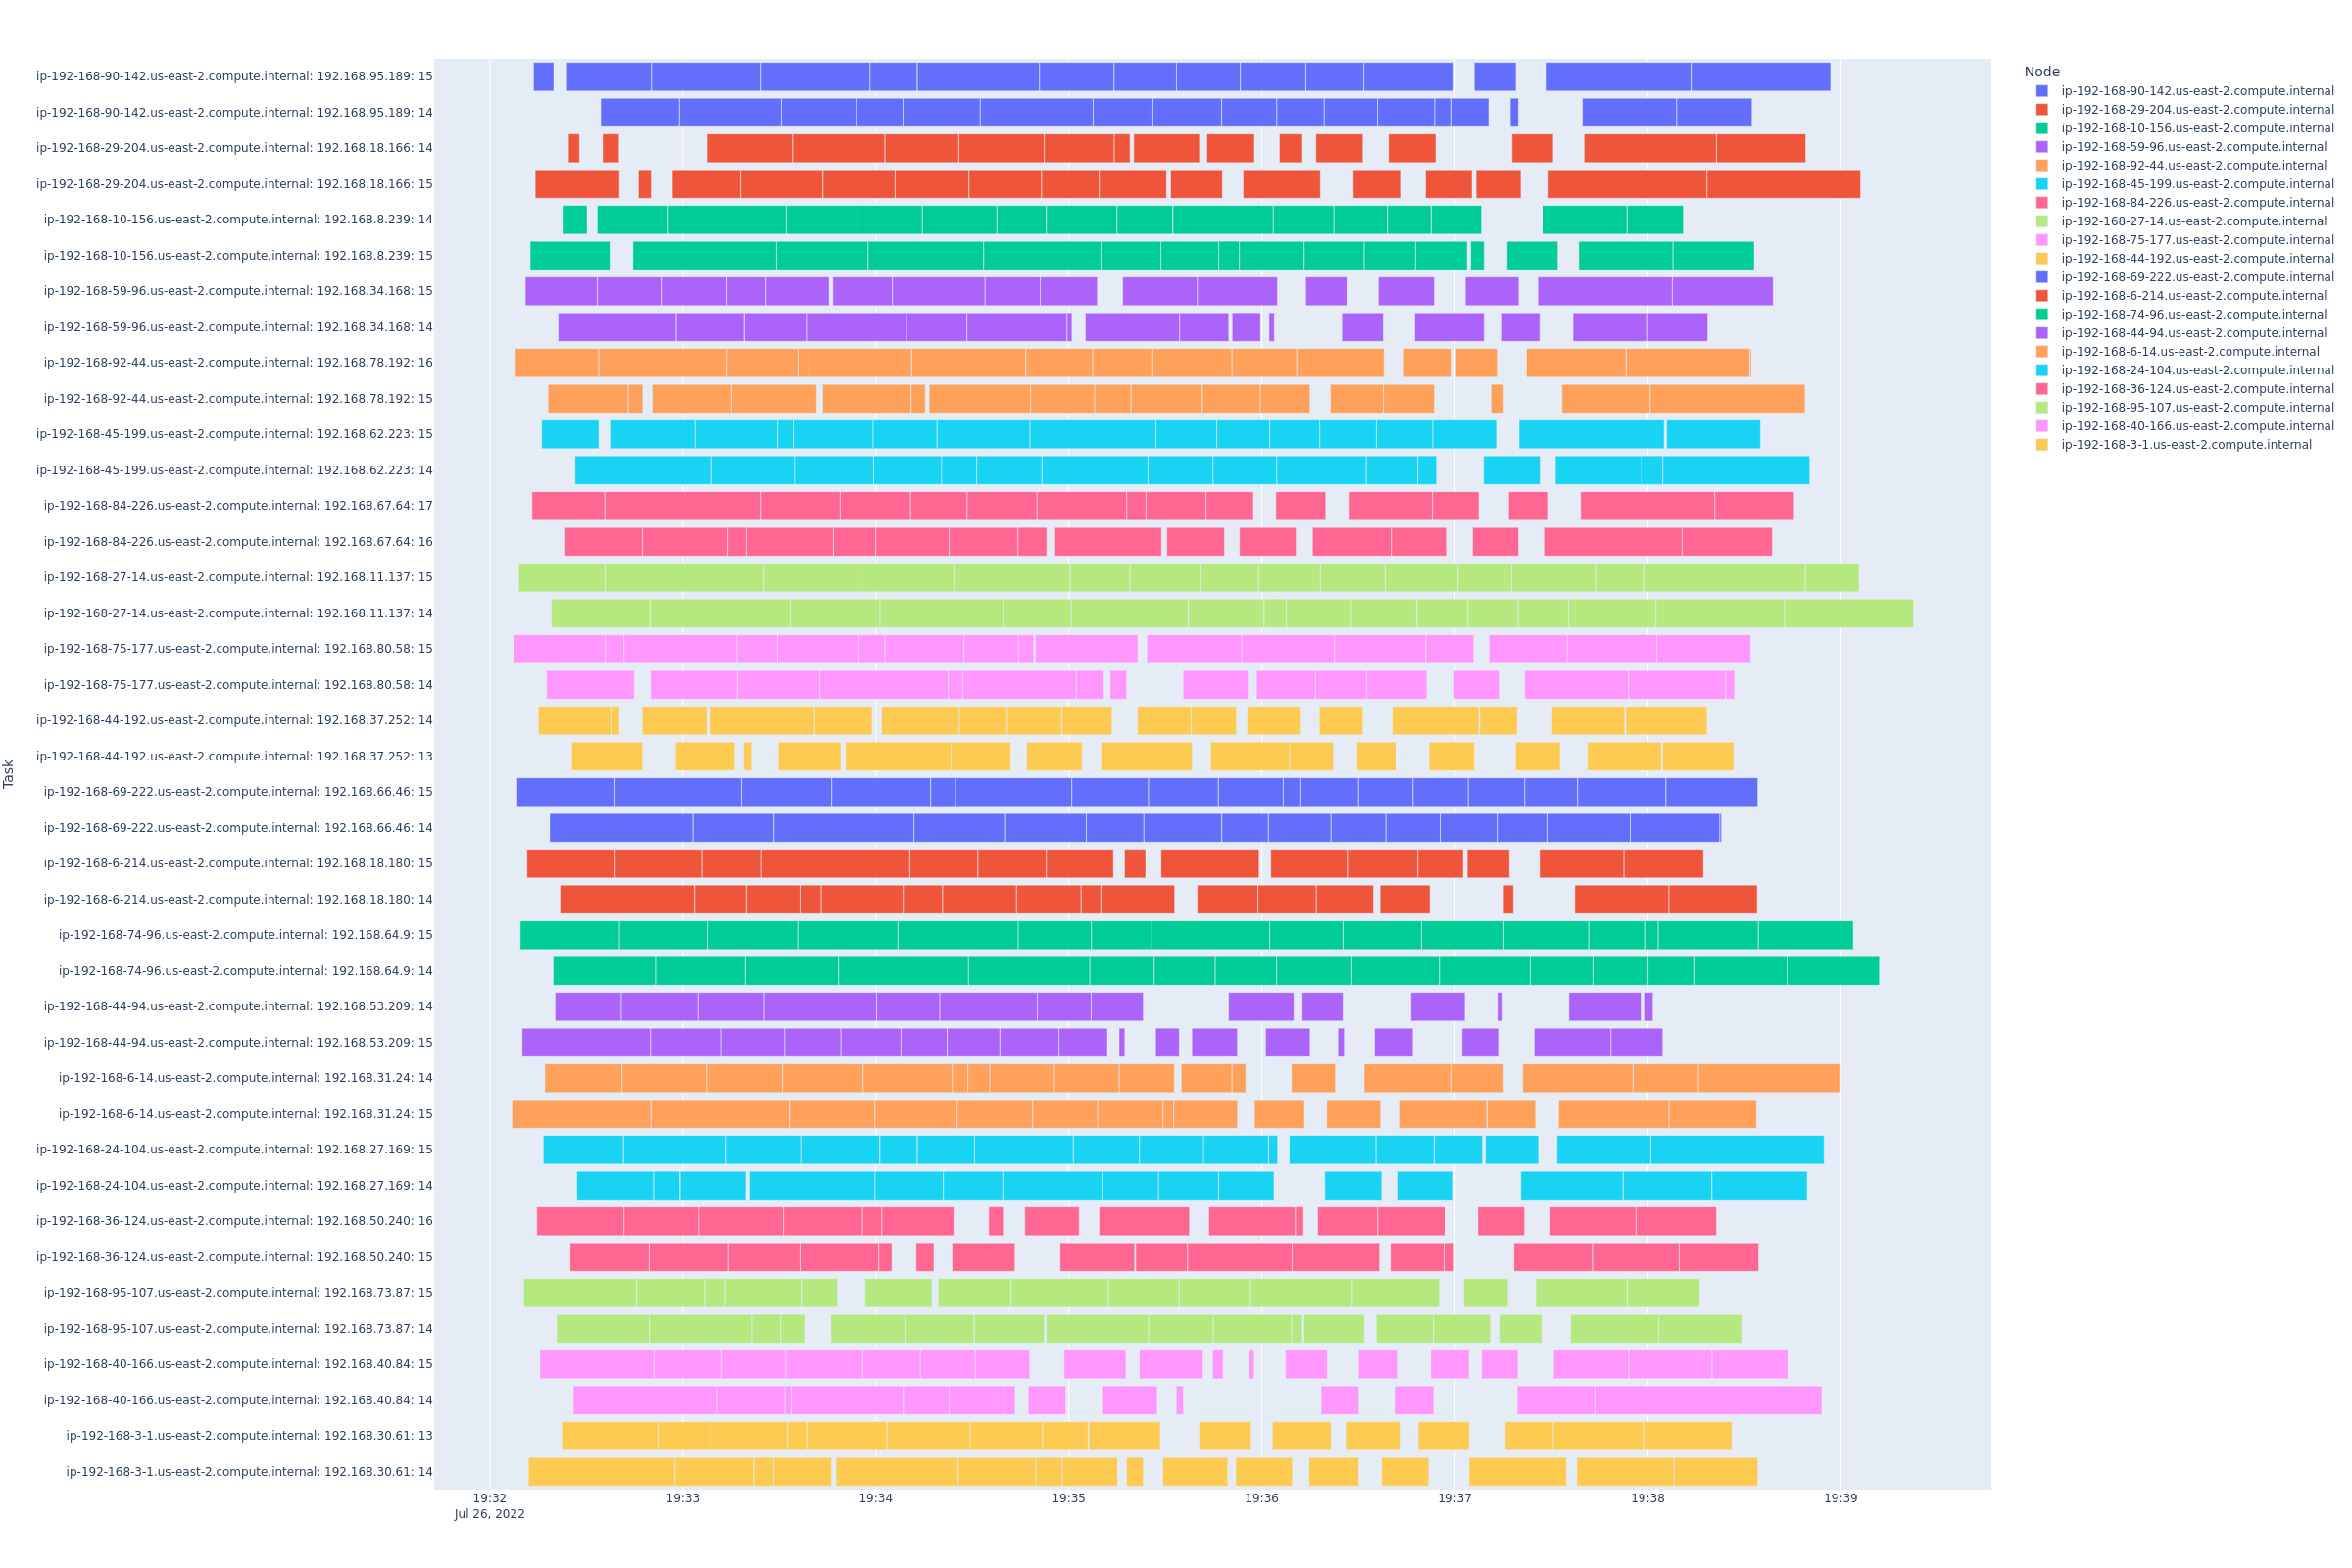 ip-192-168-90-142.us-east-2.compute.internal: 192.168.95.189: 15
ip-192-168-90-142.us-east-2.compute.internal: 192.168.95.189: 14
ip-192-168-29-204.us-east-2.compute.internal: 192.168.18.166: 14
ip-192-168-29-204.us-east-2.compute.internal: 192.168.18.166: 15
ip-192-168-10-156.us-east-2.compute.internal: 192.168.8.239: 14
ip-192-168-10-156.us-east-2.compute.internal: 192.168.8.239: 15
ip-192-168-59-96.us-east-2.compute.internal: 192.168.34.168: 15
ip-192-168-59-96.us-east-2.compute.internal: 192.168.34.168: 14
ip-192-168-92-44.us-east-2.compute.internal: 192.168.78.192: 16
ip-192-168-92-44.us-east-2.compute.internal: 192.168.78.192: 15
ip-192-168-45-199.us-east-2.compute.internal: 192.168.62.223: 15
ip-192-168-45-199.us-east-2.compute.internal: 192.168.62.223: 14
ip-192-168-84-226.us-east-2.compute.internal: 192.168.67.64: 17
ip-192-168-84-226.us-east-2.compute.internal: 192.168.67.64: 16
ip-192-168-27-14.us-east-2.compute.internal: 192.168.11.137: 15
ip-192-168-27-14.us-east-2.compute.internal: 192.168.11.137: 14
ip-192-168-75-177.us-east-2.compute.internal: 192.168.80.58: 15
ip-192-168-75-177.us-east-2.compute.internal: 192.168.80.58: 14
ip-192-168-44-192.us-east-2.compute.internal: 192.168.37.252: 14
ip-192-168-44-192.us-east-2.compute.internal: 192.168.37.252: 13
ip-192-168-69-222.us-east-2.compute.internal: 192.168.66.46: 15
ip-192-168-69-222.us-east-2.compute.internal: 192.168.66.46: 14
ip-192-168-6-214.us-east-2.compute.internal: 192.168.18.180: 15
ip-192-168-6-214.us-east-2.compute.internal: 192.168.18.180: 14
ip-192-168-74-96.us-east-2.compute.internal: 192.168.64.9: 15
ip-192-168-74-96.us-east-2.compute.internal: 192.168.64.9: 14
ip-192-168-44-94.us-east-2.compute.internal: 192.168.53.209: 14
ip-192-168-44-94.us-east-2.compute.internal: 192.168.53.209: 15
ip-192-168-6-14.us-east-2.compute.internal: 192.168.31.24: 14
ip-192-168-6-14.us-east-2.compute.internal: 192.168.31.24: 15
ip-192-168-24-104.us-east-2.compute.internal: 192.168.27.169: 15
ip-192-168-24-104.us-east-2.compute.internal: 192.168.27.169: 14
ip-192-168-36-124.us-east-2.compute.internal: 192.168.50.240: 16
ip-192-168-36-124.us-east-2.compute.internal: 192.168.50.240: 15
ip-192-168-95-107.us-east-2.compute.internal: 192.168.73.87: 15
ip-192-168-95-107.us-east-2.compute.internal: 192.168.73.87: 14
ip-192-168-40-166.us-east-2.compute.internal: 192.168.40.84: 15
ip-192-168-40-166.us-east-2.compute.internal: 192.168.40.84: 14
ip-192-168-3-1.us-east-2.compute.internal: 192.168.30.61: 13
ip-192-168-3-1.us-east-2.compute.internal: 192.168.30.61: 14
Task
19:32 19:33 19:34 19:35 19:36 19:37 19:38 19:39
Jul 26, 2022
Node
ip-192-168-90-142.us-east-2.compute.internal
ip-192-168-29-204.us-east-2.compute.internal
ip-192-168-10-156.us-east-2.compute.internal
ip-192-168-59-96.us-east-2.compute.internal
ip-192-168-92-44.us-east-2.compute.internal
ip-192-168-45-199.us-east-2.compute.internal
ip-192-168-84-226.us-east-2.compute.internal
ip-192-168-27-14.us-east-2.compute.internal
ip-192-168-75-177.us-east-2.compute.internal
ip-192-168-44-192.us-east-2.compute.internal
ip-192-168-69-222.us-east-2.compute.internal
ip-192-168-6-214.us-east-2.compute.internal
ip-192-168-74-96.us-east-2.compute.internal
ip-192-168-44-94.us-east-2.compute.internal
ip-192-168-6-14.us-east-2.compute.internal
ip-192-168-24-104.us-east-2.compute.internal
ip-192-168-36-124.us-east-2.compute.internal
ip-192-168-95-107.us-east-2.compute.internal
ip-192-168-40-166.us-east-2.compute.internal
ip-192-168-3-1.us-east-2.compute.internal